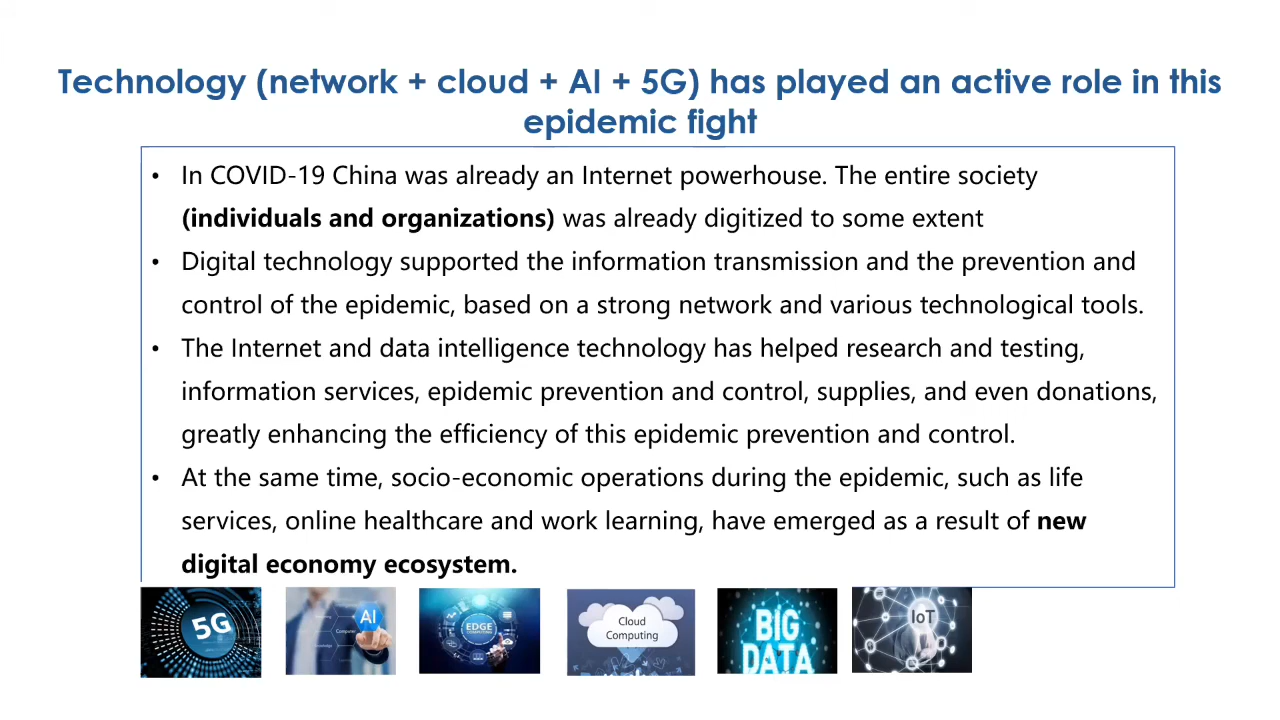 Technology (network + cloud + AI + 5G) has played an active role in this
epidemic fight
• In COVID-19 China was already an Internet powerhouse. The entire society
(individuals and organizations) was already digitized to some extent
• Digital technology supported the information transmission and the prevention and
control of the epidemic, based on a strong network and various technological tools.
• The Internet and data intelligence technology has helped research and testing,
information services, epidemic prevention and control, supplies, and even donations,
greatly enhancing the efficiency of this epidemic prevention and control.
• At the same time, socio-economic operations during the epidemic, such as life
services, online healthcare and work learning, have emerged as a result of new
digital economy ecosystem.
5G
AI
EDGE
COMPUTING
Cloud
Computing
BIG
DATA
IoT